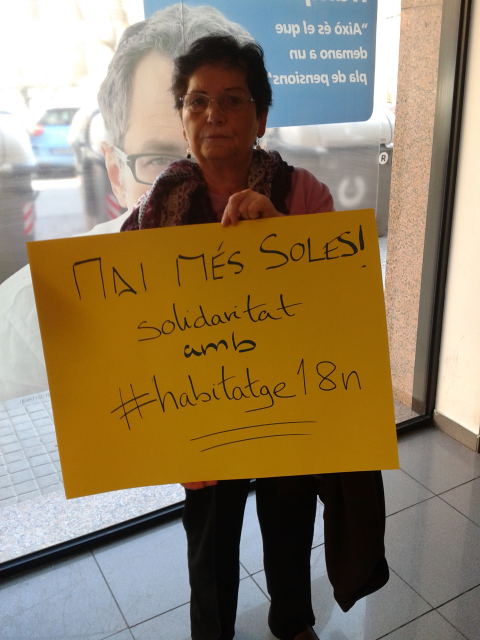 "Això és el que
demano a un
pla de pensions"
MAI MÉS SOLES!
solidaritat
amb
#habitatge18n
R